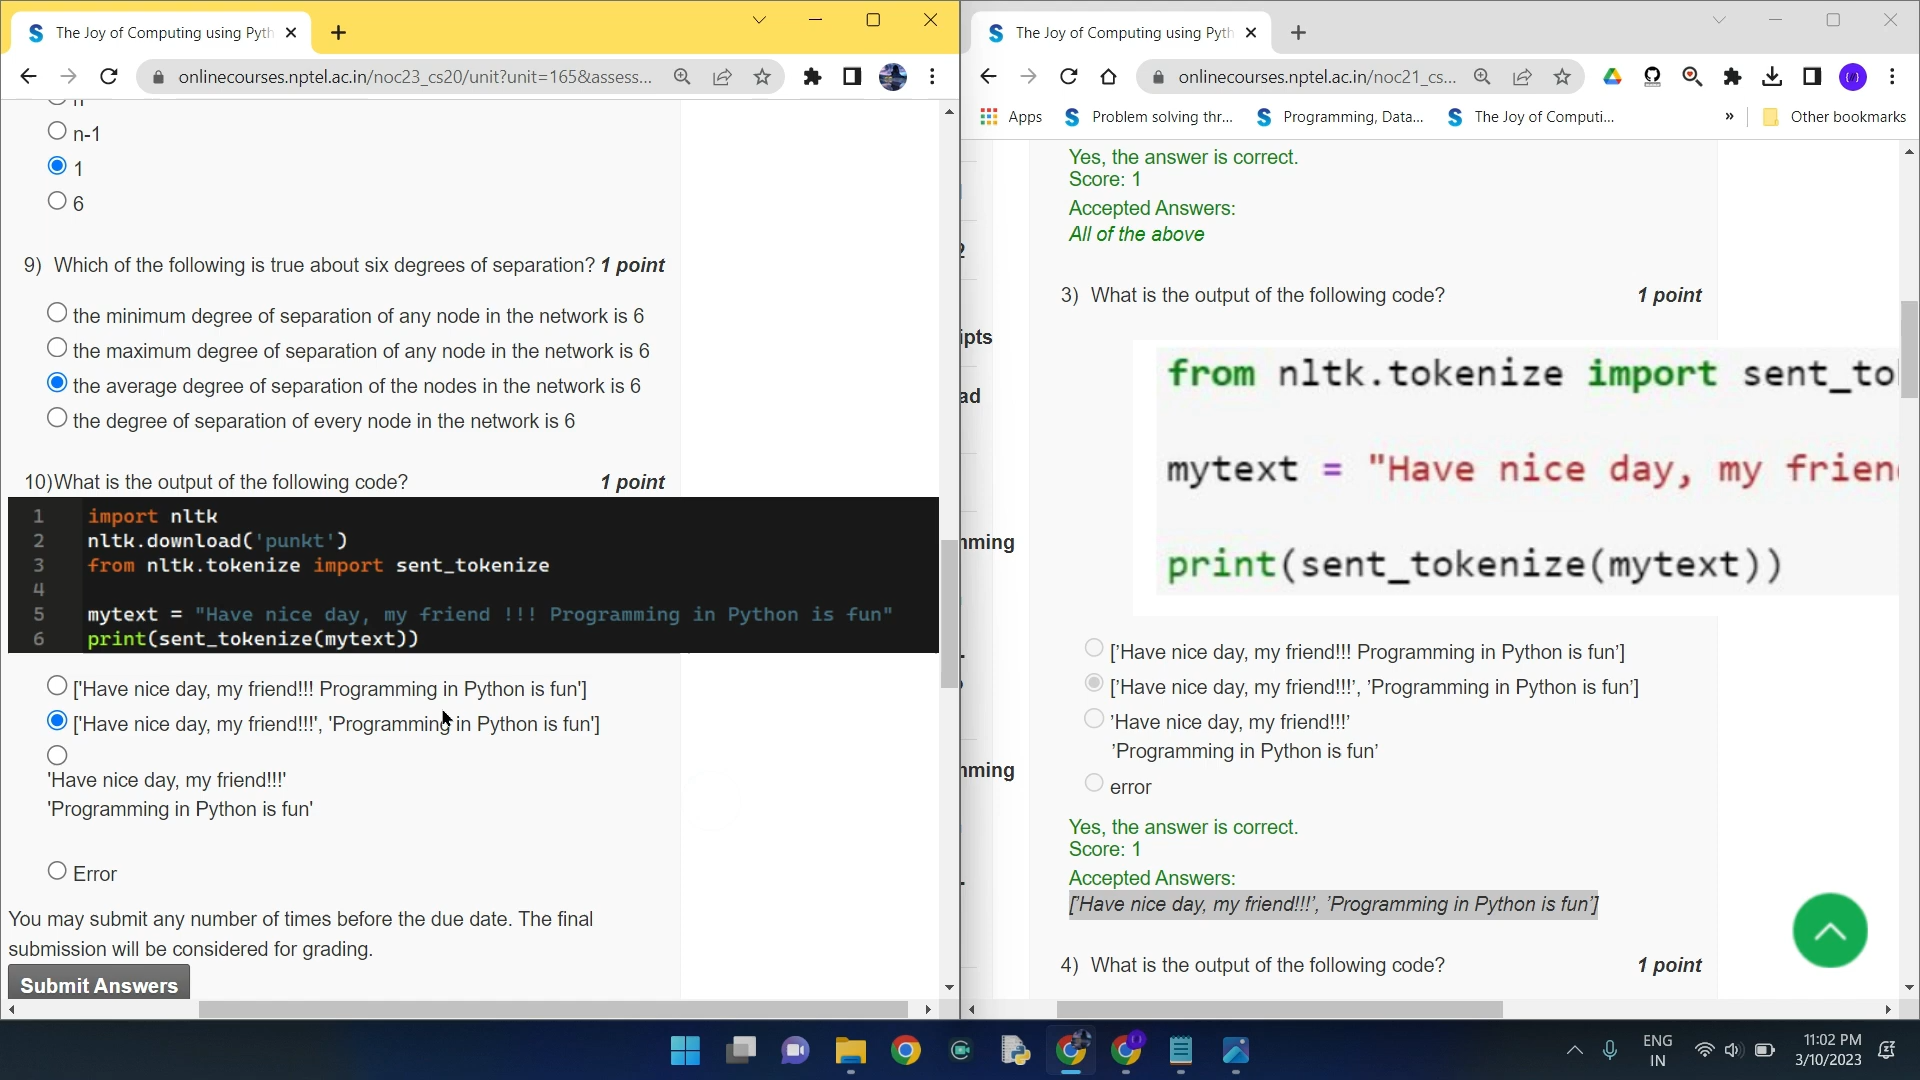 The Joy of Computing using Pyth
onlinecourses.nptel.ac.in/noc23_cs20/unit?unit=165&assess...
n-1
1
6
9) Which of the following is true about six degrees of separation? 1 point
the minimum degree of separation of any node in the network is 6
the maximum degree of separation of any node in the network is 6
the average degree of separation of the nodes in the network is 6
the degree of separation of every node in the network is 6
10)What is the output of the following code? 1 point
1 import nltk
2 nltk.download('punkt')
3 from nltk.tokenize import sent_tokenize
4
5 mytext = "Have nice day, my friend !!! Programming in Python is fun"
6 print(sent_tokenize(mytext))
['Have nice day, my friend!!! Programming in Python is fun']
['Have nice day, my friend!!!', 'Programming in Python is fun']
'Have nice day, my friend!!!'
'Programming in Python is fun'
Error
You may submit any number of times before the due date. The final
submission will be considered for grading.
Submit Answers
The Joy of Computing using Pyth
onlinecourses.nptel.ac.in/noc21_cs...
Apps Problem solving thr... Programming, Data... The Joy of Computi... » Other bookmarks
Yes, the answer is correct.
Score: 1
Accepted Answers:
All of the above
3) What is the output of the following code? 1 point
ipts
ad
nming
nming
from nltk.tokenize import sent_to
mytext = "Have nice day, my frien
print(sent_tokenize(mytext))
[’Have nice day, my friend!!! Programming in Python is fun’]
[’Have nice day, my friend!!!’, ’Programming in Python is fun’]
’Have nice day, my friend!!!’
’Programming in Python is fun’
error
Yes, the answer is correct.
Score: 1
Accepted Answers:
[’Have nice day, my friend!!!’, ’Programming in Python is fun’]
4) What is the output of the following code? 1 point
ENG
IN
11:02 PM
3/10/2023